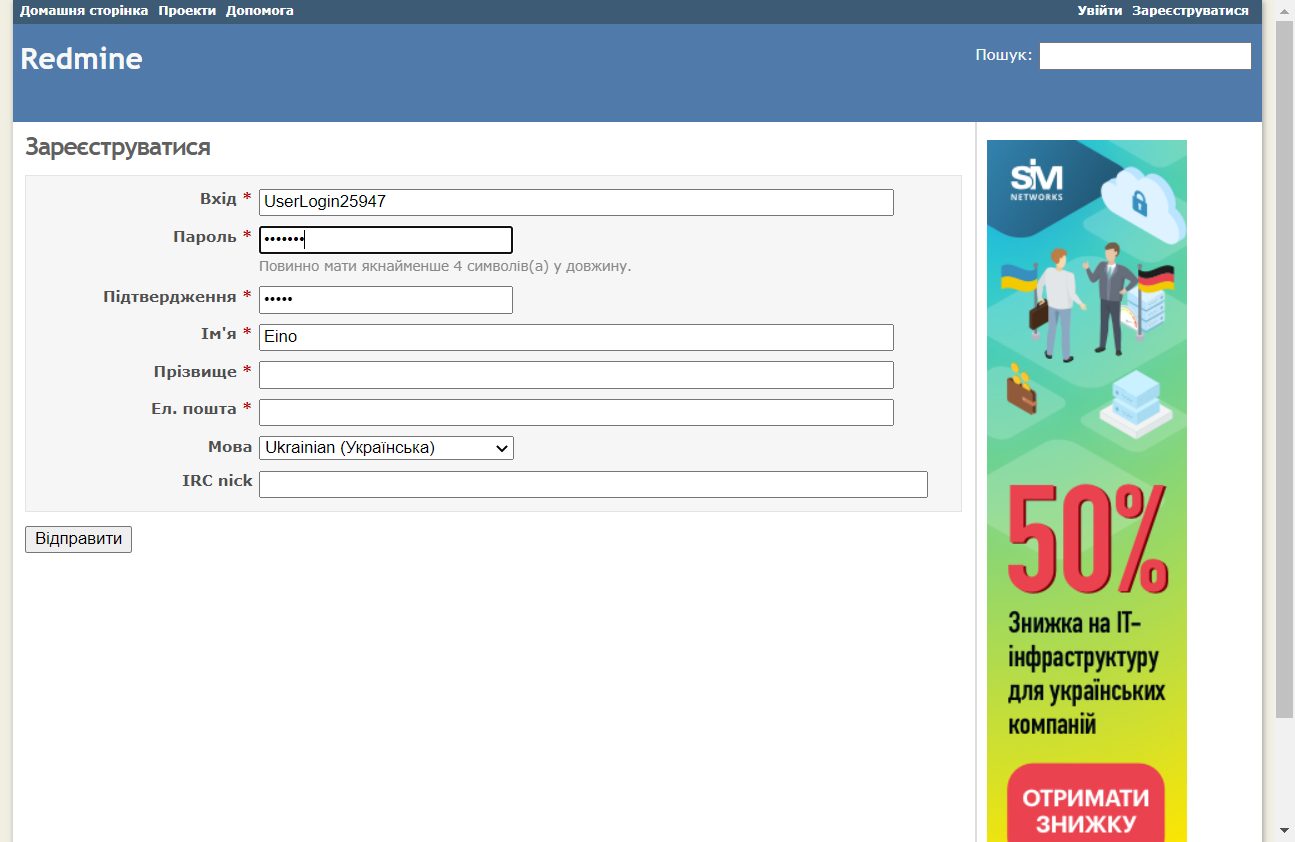 Домашня сторінка Проекти Допомога Увійти Зареєструватися
Redmine
Пошук:
Зареєструватися
Вхід * UserLogin25947
Пароль * •••••••
Повинно мати якнайменше 4 символів(а) у довжину.
Підтвердження * •••••
Ім'я * Eino
Прізвище *
Ел. пошта *
Мова Ukrainian (Українська)
IRC nick
Відправити
SIM
NETWORKS
50%
Знижка на ІТ-
інфраструктуру
для українських
компаній
ОТРИМАТИ
ЗНИЖКУ